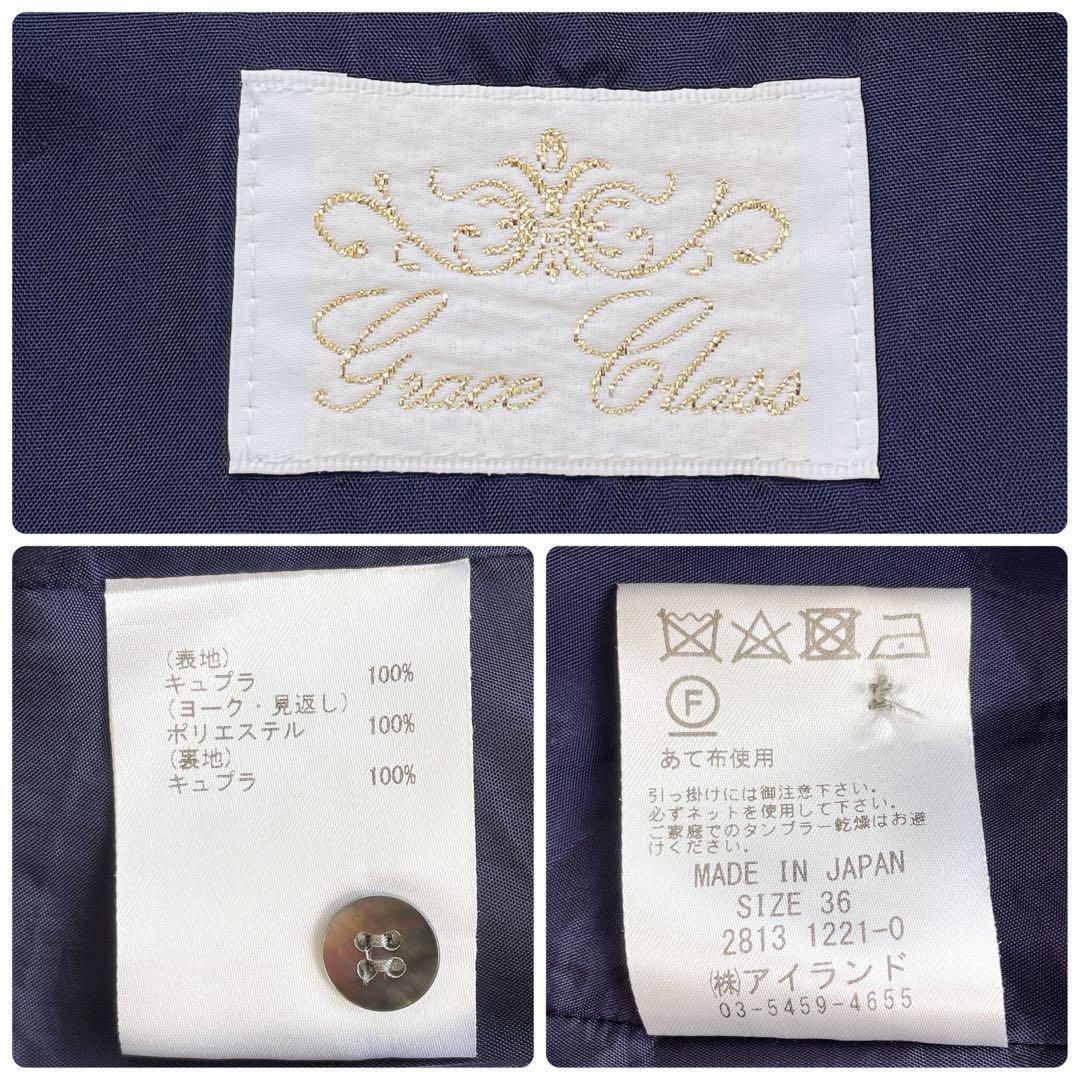 Grace Class
(表地)
キュプラ 100%
(ヨーク・見返し)
ポリエステル 100%
(裏地)
キュプラ 100%
F
あて布使用
引っ掛けには御注意下さい。
必ずネットを使用して下さい。
ご家庭でのタンブラー乾燥はお避
けください。
MADE IN JAPAN
SIZE 36
2813 1221-0
㈱アイランド
03-5459-4655